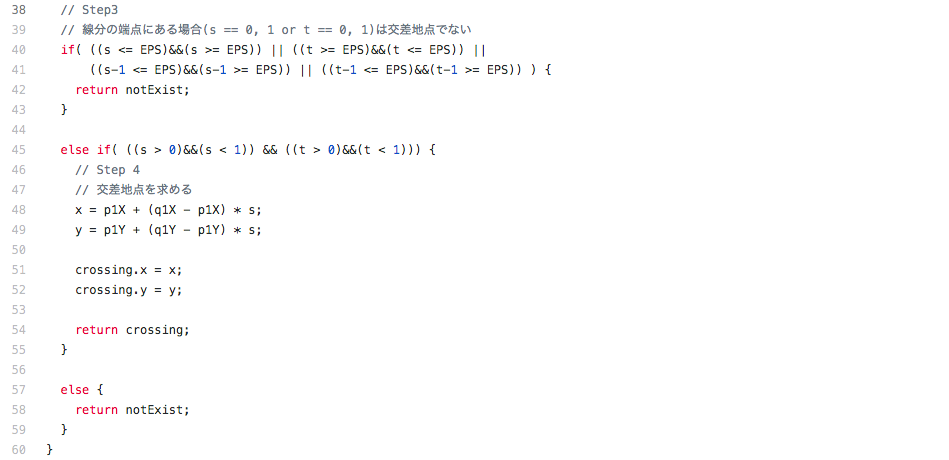 38 // Step3
39 // 線分の端点にある場合(s == 0, 1 or t == 0, 1)は交差地点でない
40 if( ((s <= EPS)&&(s >= EPS)) || ((t >= EPS)&&(t <= EPS)) ||
41 ((s-1 <= EPS)&&(s-1 >= EPS)) || ((t-1 <= EPS)&&(t-1 >= EPS)) ) {
42 return notExist;
43 }
44
45 else if( ((s > 0)&&(s < 1)) && ((t > 0)&&(t < 1))) {
46 // Step 4
47 // 交差地点を求める
48 x = p1X + (q1X - p1X) * s;
49 y = p1Y + (q1Y - p1Y) * s;
50
51 crossing.x = x;
52 crossing.y = y;
53
54 return crossing;
55 }
56
57 else {
58 return notExist;
59 }
60 }